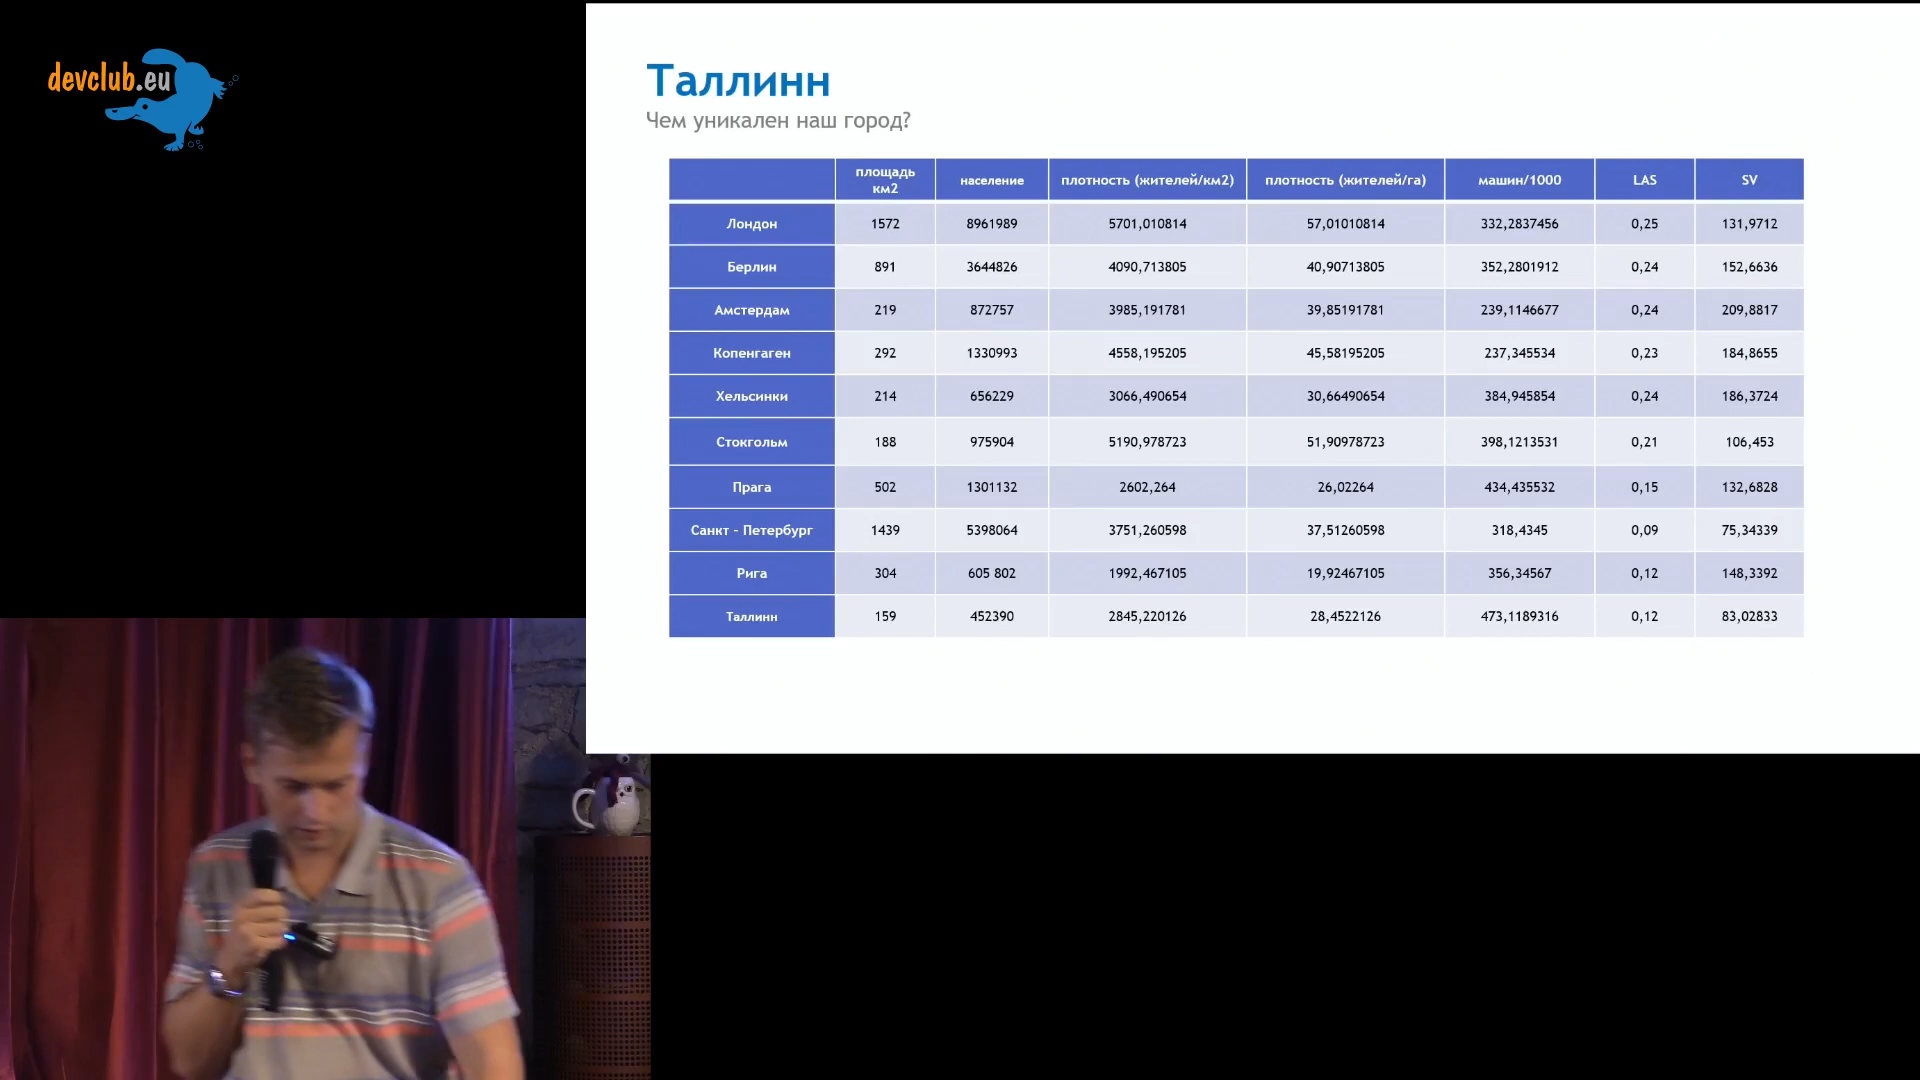 devclub.eu
Таллинн
Чем уникален наш город?
площадь км2 население плотность (жителей/км2) плотность (жителей/га) машин/1000 LAS SV
Лондон 1572 8961989 5701,010814 57,01010814 332,2837456 0,25 131,9712
Берлин 891 3644826 4090,713805 40,90713805 352,2801912 0,24 152,6636
Амстердам 219 872757 3985,191781 39,85191781 239,1146677 0,24 209,8817
Копенгаген 292 1330993 4558,195205 45,58195205 237,345534 0,23 184,8655
Хельсинки 214 656229 3066,490654 30,66490654 384,945854 0,24 186,3724
Стокгольм 188 975904 5190,978723 51,90978723 398,1213531 0,21 106,453
Прага 502 1301132 2602,264 26,02264 434,435532 0,15 132,6828
Санкт - Петербург 1439 5398064 3751,260598 37,51260598 318,4345 0,09 75,34339
Рига 304 605 802 1992,467105 19,92467105 356,34567 0,12 148,3392
Таллинн 159 452390 2845,220126 28,4522126 473,1189316 0,12 83,02833